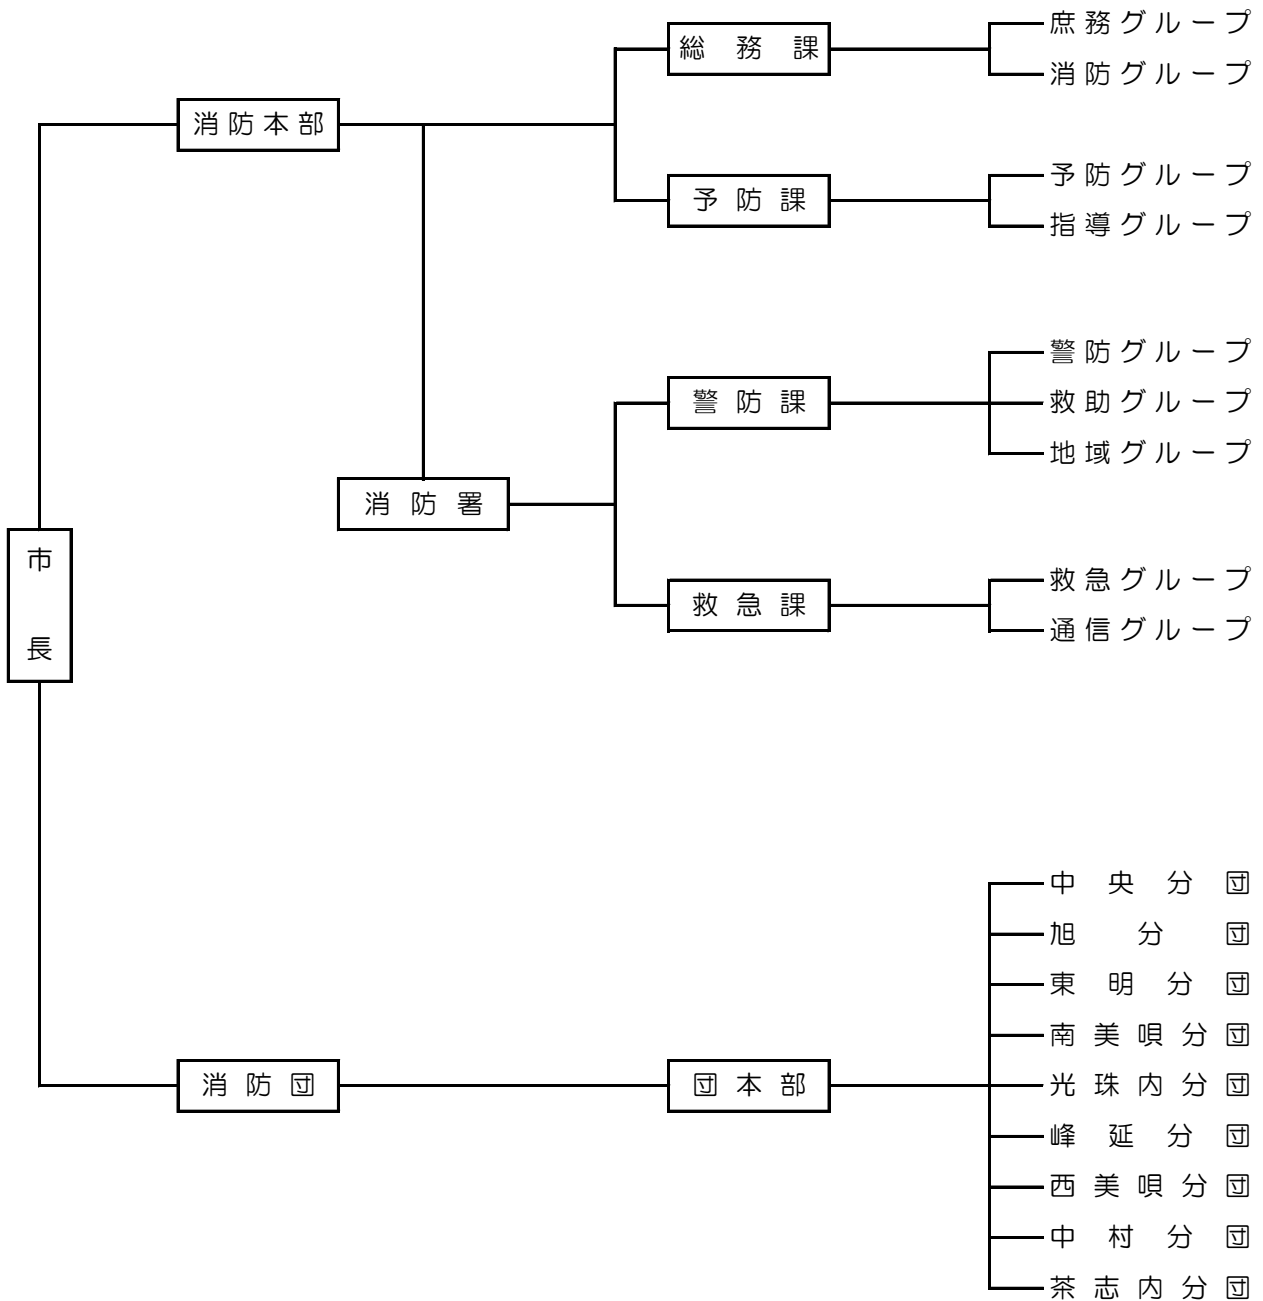 庶務グループ
総務課
消防グループ
消防本部
予防グループ
予防課
指導グループ
警防グループ
警防課
救助グループ
地域グループ
消防署
市長
救急グループ
救急課
通信グループ
中央分団
旭分団
東明分団
南美唄分団
消防団
団本部
光珠内分団
峰延分団
西美唄分団
中村分団
茶志内分団